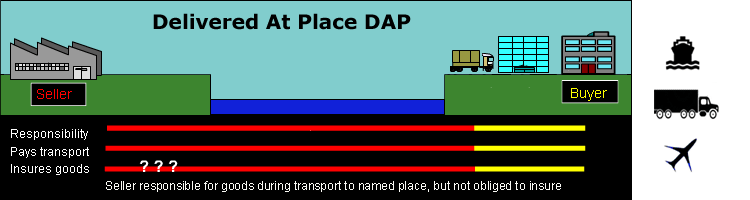 Delivered At Place DAP
Seller
Buyer
Responsibility
Pays transport
Insures goods
? ? ?
Seller responsible for goods during transport to named place, but not obliged to insure